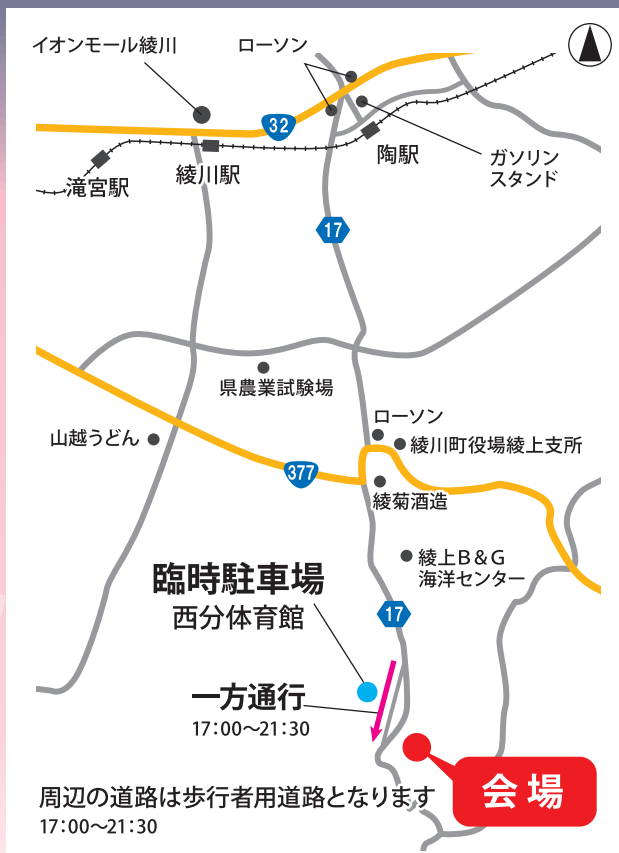 イオンモール綾川
ローソン
32
滝宮駅
綾川駅
陶駅
ガソリン
スタンド
17
県農業試験場
ローソン
山越うどん
綾川町役場綾上支所
377
綾菊酒造
綾上B&G
海洋センター
臨時駐車場
西分体育館
17
一方通行
17:00〜21:30
会場
周辺の道路は歩行者用道路となります
17:00〜21:30